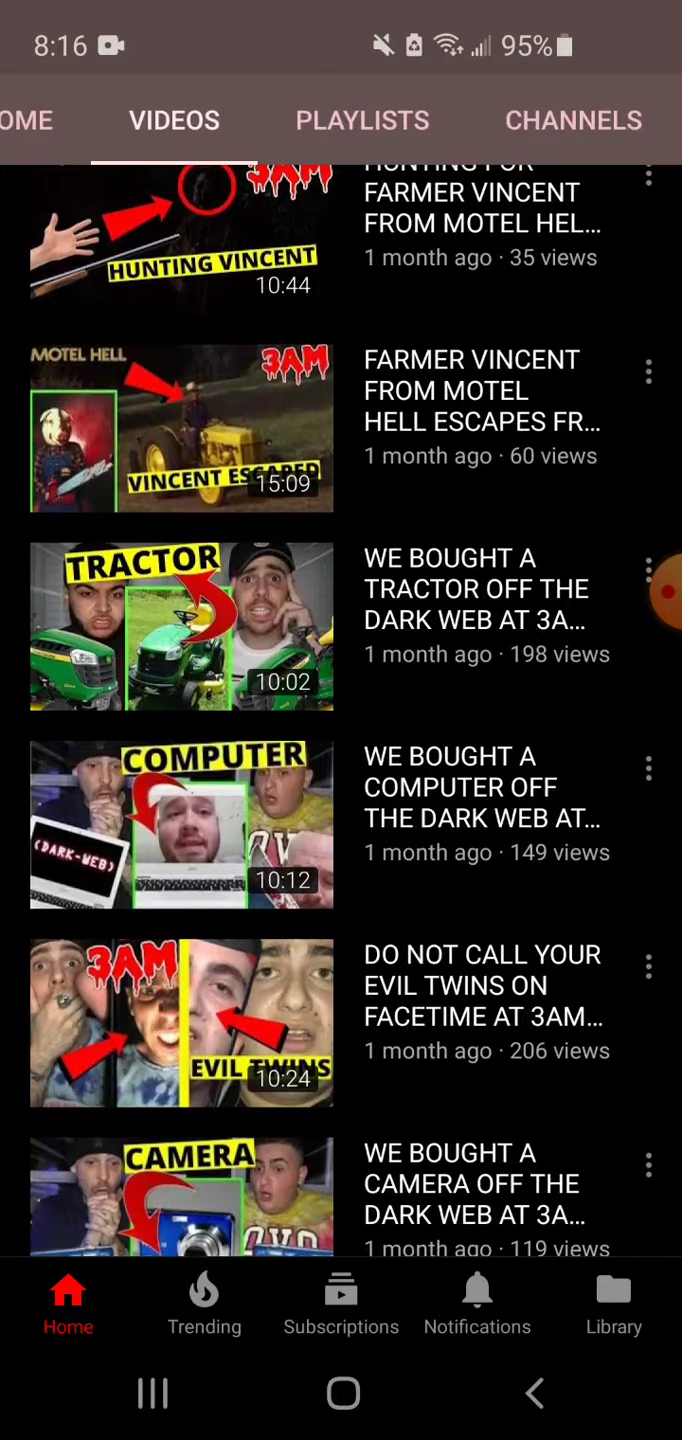 8:16
95%
OME VIDEOS PLAYLISTS CHANNELS
3AM
HUNTING VINCENT
10:44
HUNTING FOR
FARMER VINCENT
FROM MOTEL HEL...
1 month ago · 35 views
MOTEL HELL
3AM
VINCENT ESCAPED
15:09
FARMER VINCENT
FROM MOTEL
HELL ESCAPES FR...
1 month ago · 60 views
TRACTOR
10:02
WE BOUGHT A
TRACTOR OFF THE
DARK WEB AT 3A...
1 month ago · 198 views
COMPUTER
(DARK-WEB)
10:12
WE BOUGHT A
COMPUTER OFF
THE DARK WEB AT...
1 month ago · 149 views
3AM
EVIL TWINS
10:24
DO NOT CALL YOUR
EVIL TWINS ON
FACETIME AT 3AM...
1 month ago · 206 views
CAMERA
WE BOUGHT A
CAMERA OFF THE
DARK WEB AT 3A...
1 month ago · 119 views
Home Trending Subscriptions Notifications Library